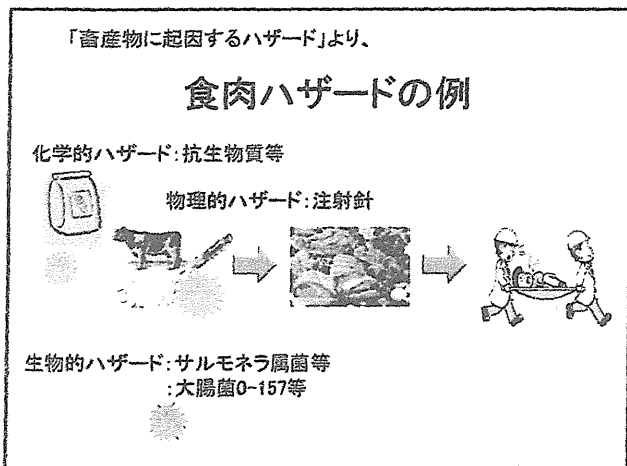 「畜産物に起因するハザード」より、
食肉ハザードの例
化学的ハザード:抗生物質等
物理的ハザード:注射針
生物的ハザード:サルモネラ属菌等
:大腸菌O-157等